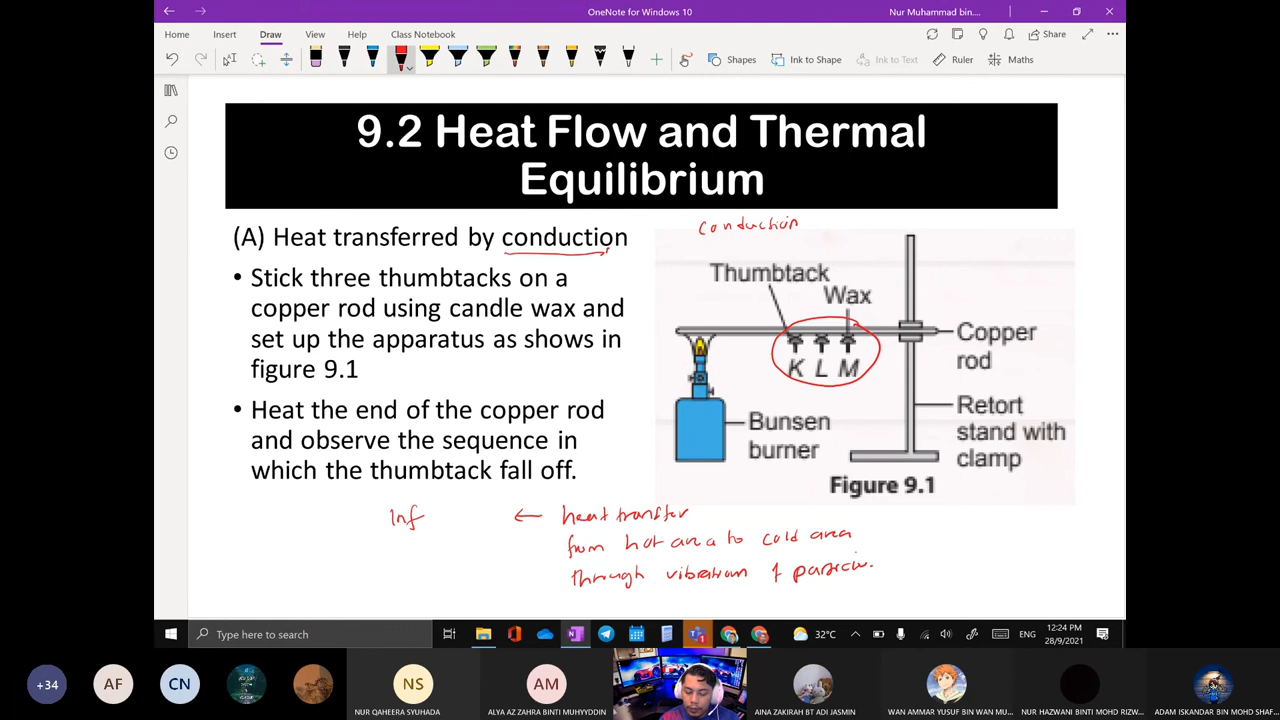 OneNote for Windows 10
Nur Muhammad bin....
Home
Insert
Draw
View
Help
Class Notebook
Share
Shapes
Ink to Shape
Ink to Text
Ruler
Maths
9.2 Heat Flow and Thermal
Equilibrium
(A) Heat transferred by conduction
• Stick three thumbtacks on a
copper rod using candle wax and
set up the apparatus as shows in
figure 9.1
• Heat the end of the copper rod
and observe the sequence in
which the thumbtack fall off.
Conduction
Thumbtack
Wax
K L M
Copper
rod
Bunsen
burner
Retort
stand with
clamp
Figure 9.1
Inf
← heat transfer
from hot area to cold area
through vibration of
Type here to search
32°C
ENG
12:24 PM
28/9/2021
+34
AF
CN
NS
AM
NUR QAHEERA SYUHADA
ALYA AZ ZAHRA BINTI MUHYYDDIN
AINA ZAKIRAH BT ADI JASMIN
WAN AMMAR YUSUF BIN WAN MU...
NUR HAZWANI BINTI MOHD RIZW...
ADAM ISKANDAR BIN MOHD SHAF...